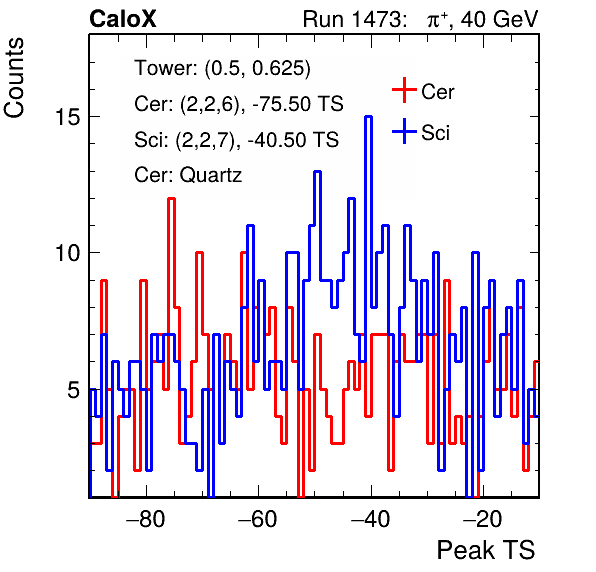 CaloX Run 1473: π⁺, 40 GeV
Counts
Tower: (0.5, 0.625)
Cer: (2,2,6), -75.50 TS
Sci: (2,2,7), -40.50 TS
Cer: Quartz
Cer
Sci
15
10
5
−80 −60 −40 −20
Peak TS